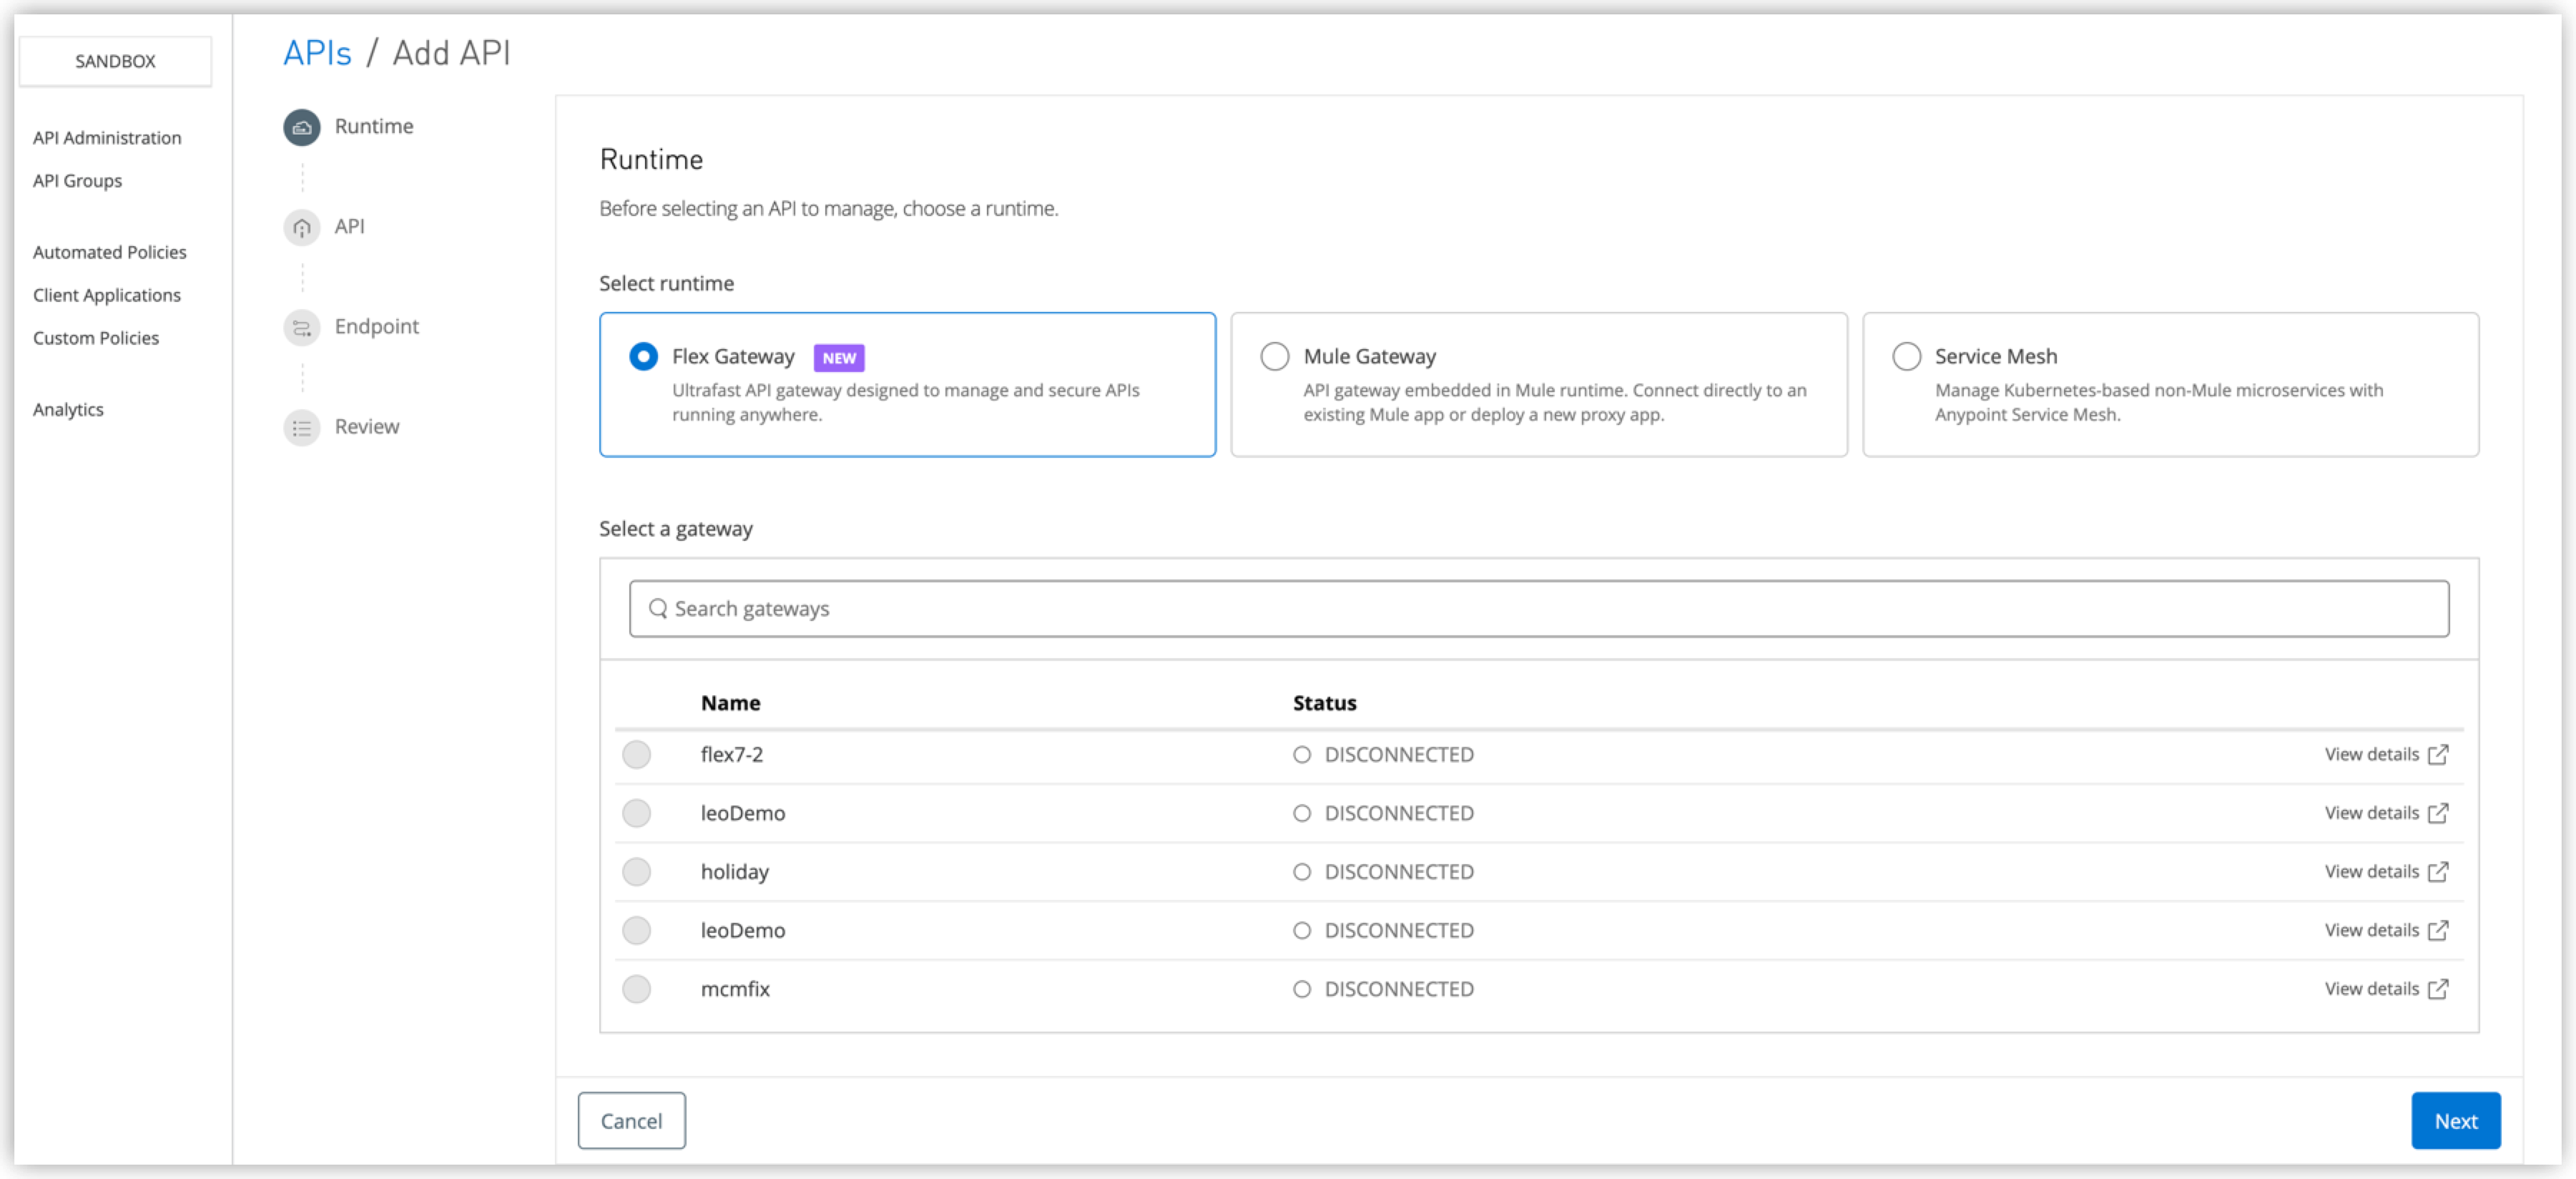 SANDBOX
API Administration
API Groups
Automated Policies
Client Applications
Custom Policies
Analytics
APIs / Add API
Runtime
API
Endpoint
Review
Runtime
Before selecting an API to manage, choose a runtime.
Select runtime
Flex Gateway NEW
Ultrafast API gateway designed to manage and secure APIs
running anywhere.
Mule Gateway
API gateway embedded in Mule runtime. Connect directly to an
existing Mule app or deploy a new proxy app.
Service Mesh
Manage Kubernetes-based non-Mule microservices with
Anypoint Service Mesh.
Select a gateway
Search gateways
Name Status
flex7-2 DISCONNECTED View details
leoDemo DISCONNECTED View details
holiday DISCONNECTED View details
leoDemo DISCONNECTED View details
mcmfix DISCONNECTED View details
Cancel Next